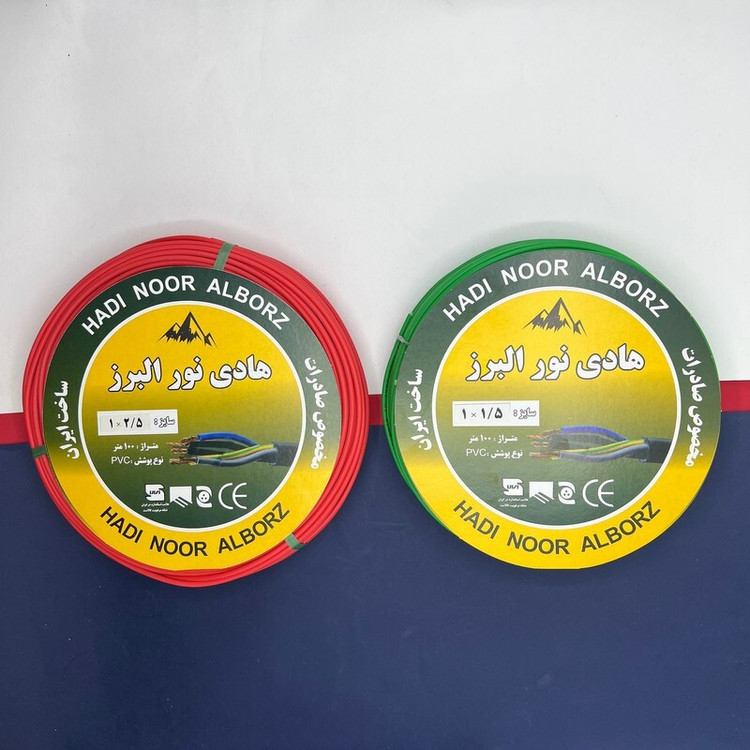 HADI NOOR ALBORZ
هادی نور البرز
ساخت ایران
مخصوص صادرات
سایز: ۱×۲/۵
متراژ: ۱۰۰ متر
نوع پوشش: PVC
CE
HADI NOOR ALBORZ
HADI NOOR ALBORZ
هادی نور البرز
ساخت ایران
مخصوص صادرات
سایز: ۱×۱/۵
متراژ: ۱۰۰ متر
نوع پوشش: PVC
CE
HADI NOOR ALBORZ